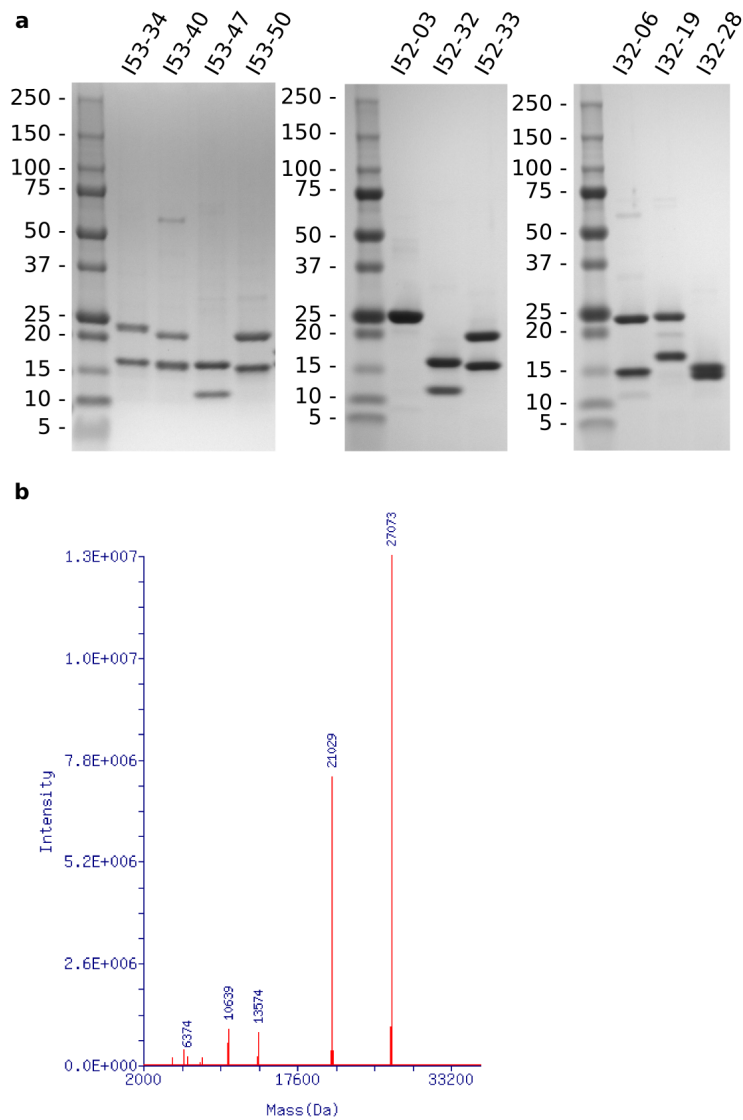 a
I53-34 I53-40 I53-47 I53-50
250 -
150 -
100 -
75 -
50 -
37 -
25 -
20 -
15 -
10 -
5 -
I52-03 I52-32 I52-33
250 -
150 -
100 -
75 -
50 -
37 -
25 -
20 -
15 -
10 -
5 -
I32-06 I32-19 I32-28
250 -
150 -
100 -
75 -
50 -
37 -
25 -
20 -
15 -
10 -
5 -
b
27073
1.3E+007
1.0E+007
21029
7.8E+006
Intensity
5.2E+006
2.6E+006
6374
10639
13574
0.0E+000
2000 17600 33200
Mass(Da)